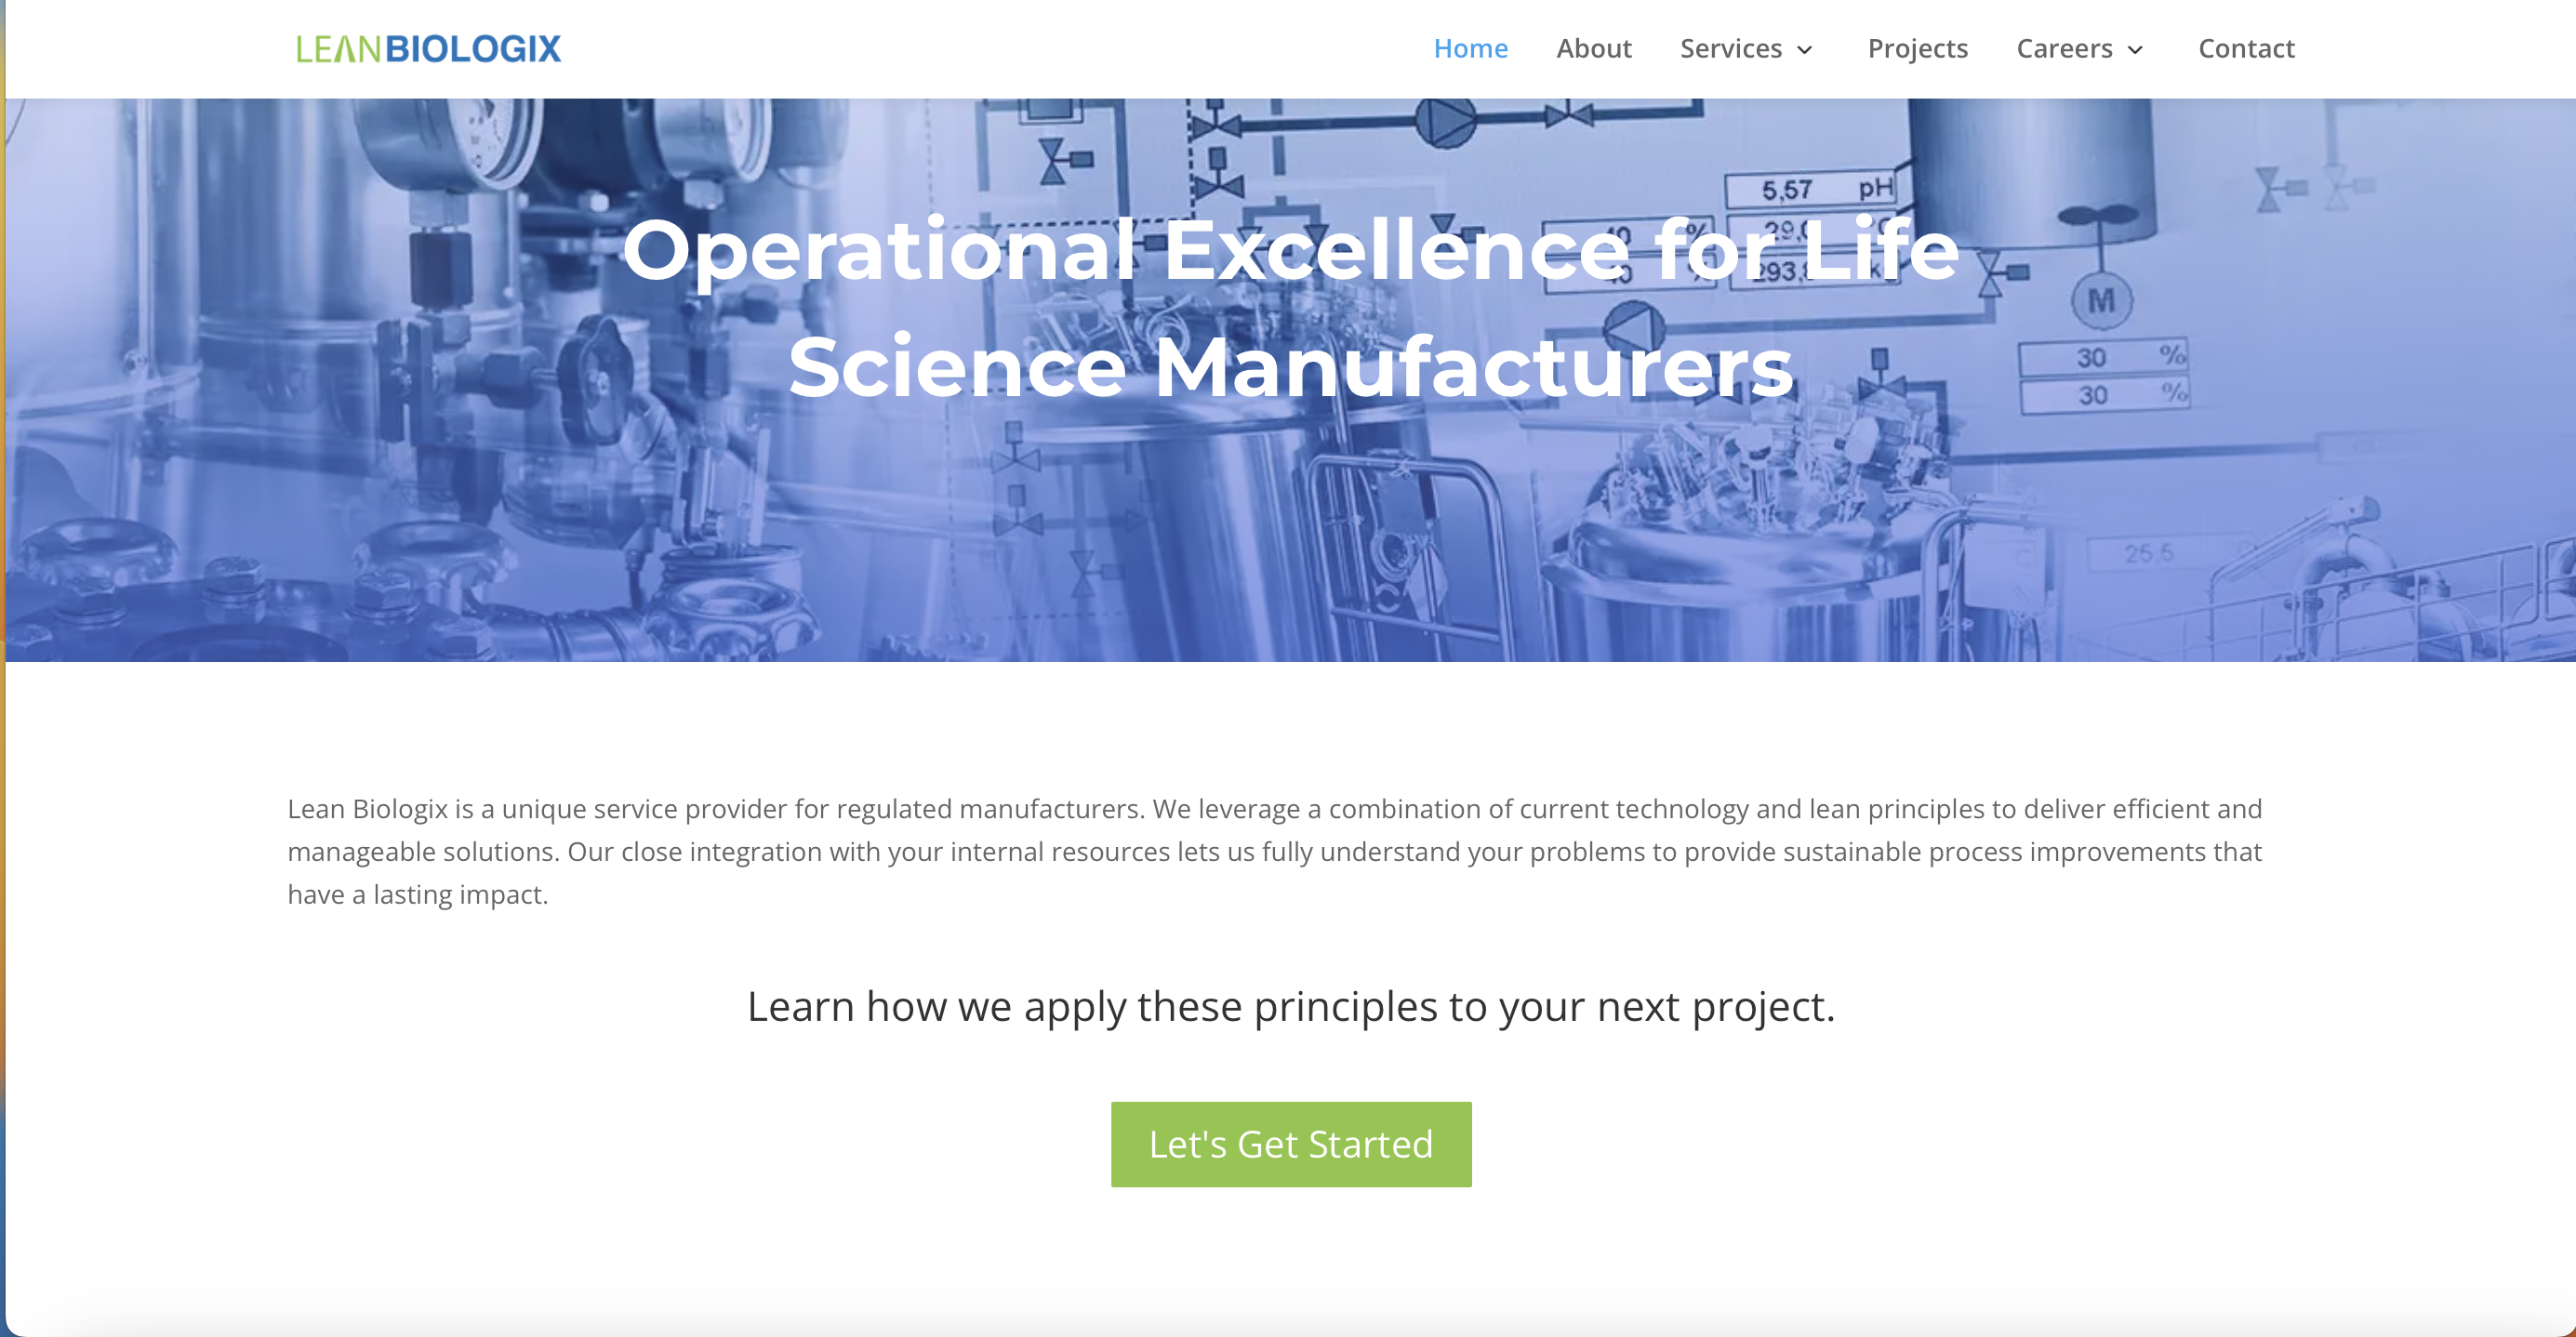 LEANBIOLOGIX
Home About Services Projects Careers Contact
5,57 pH
Operational Excellence for Life
M
Science Manufacturers
30 %
30 %
25,5
Lean Biologix is a unique service provider for regulated manufacturers. We leverage a combination of current technology and lean principles to deliver efficient and
manageable solutions. Our close integration with your internal resources lets us fully understand your problems to provide sustainable process improvements that
have a lasting impact.
Learn how we apply these principles to your next project.
Let's Get Started